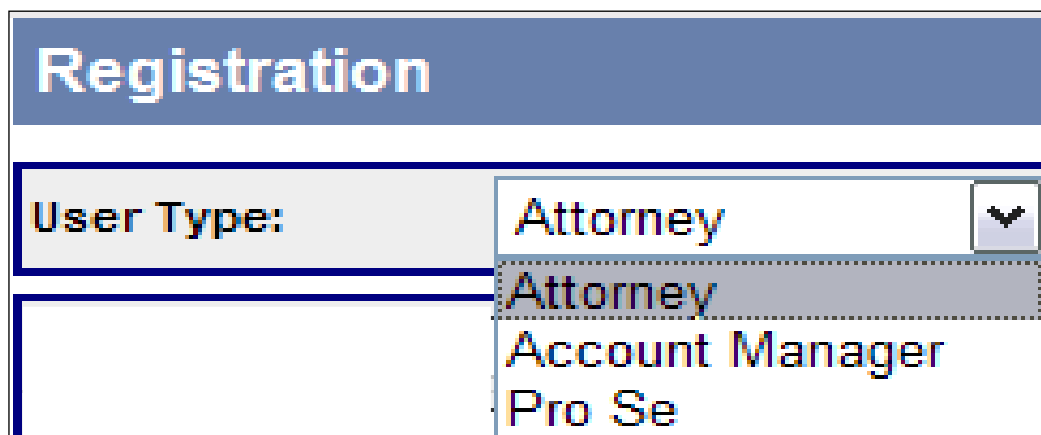 Registration
User Type: Attorney
Attorney
Account Manager
Pro Se